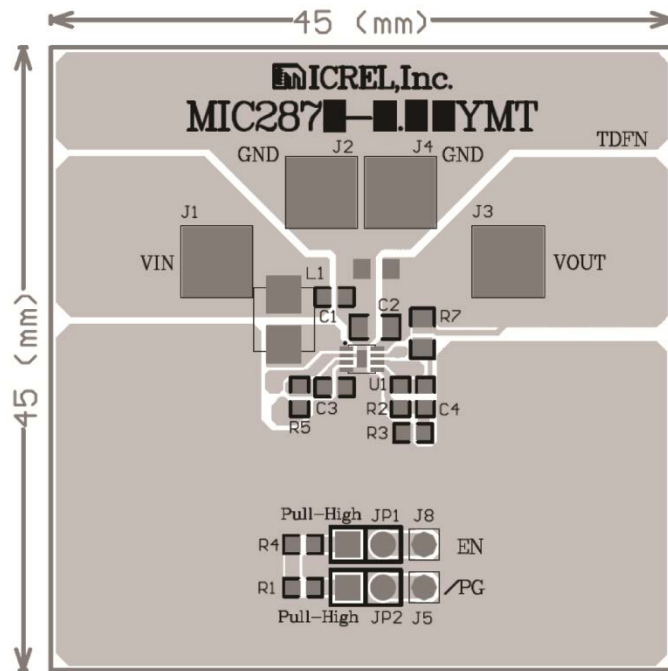 45 (mm)
MICREL,Inc.
MIC287█-█.██YMT
TDFN
GND J2 J4 GND
J1 J3
VIN VOUT
L1
C1 C2 R7
U1
C3 R2 C4
R5
R3
45 (mm)
Pull-High JP1 J8
R4 EN
R1 /PG
Pull-High JP2 J5